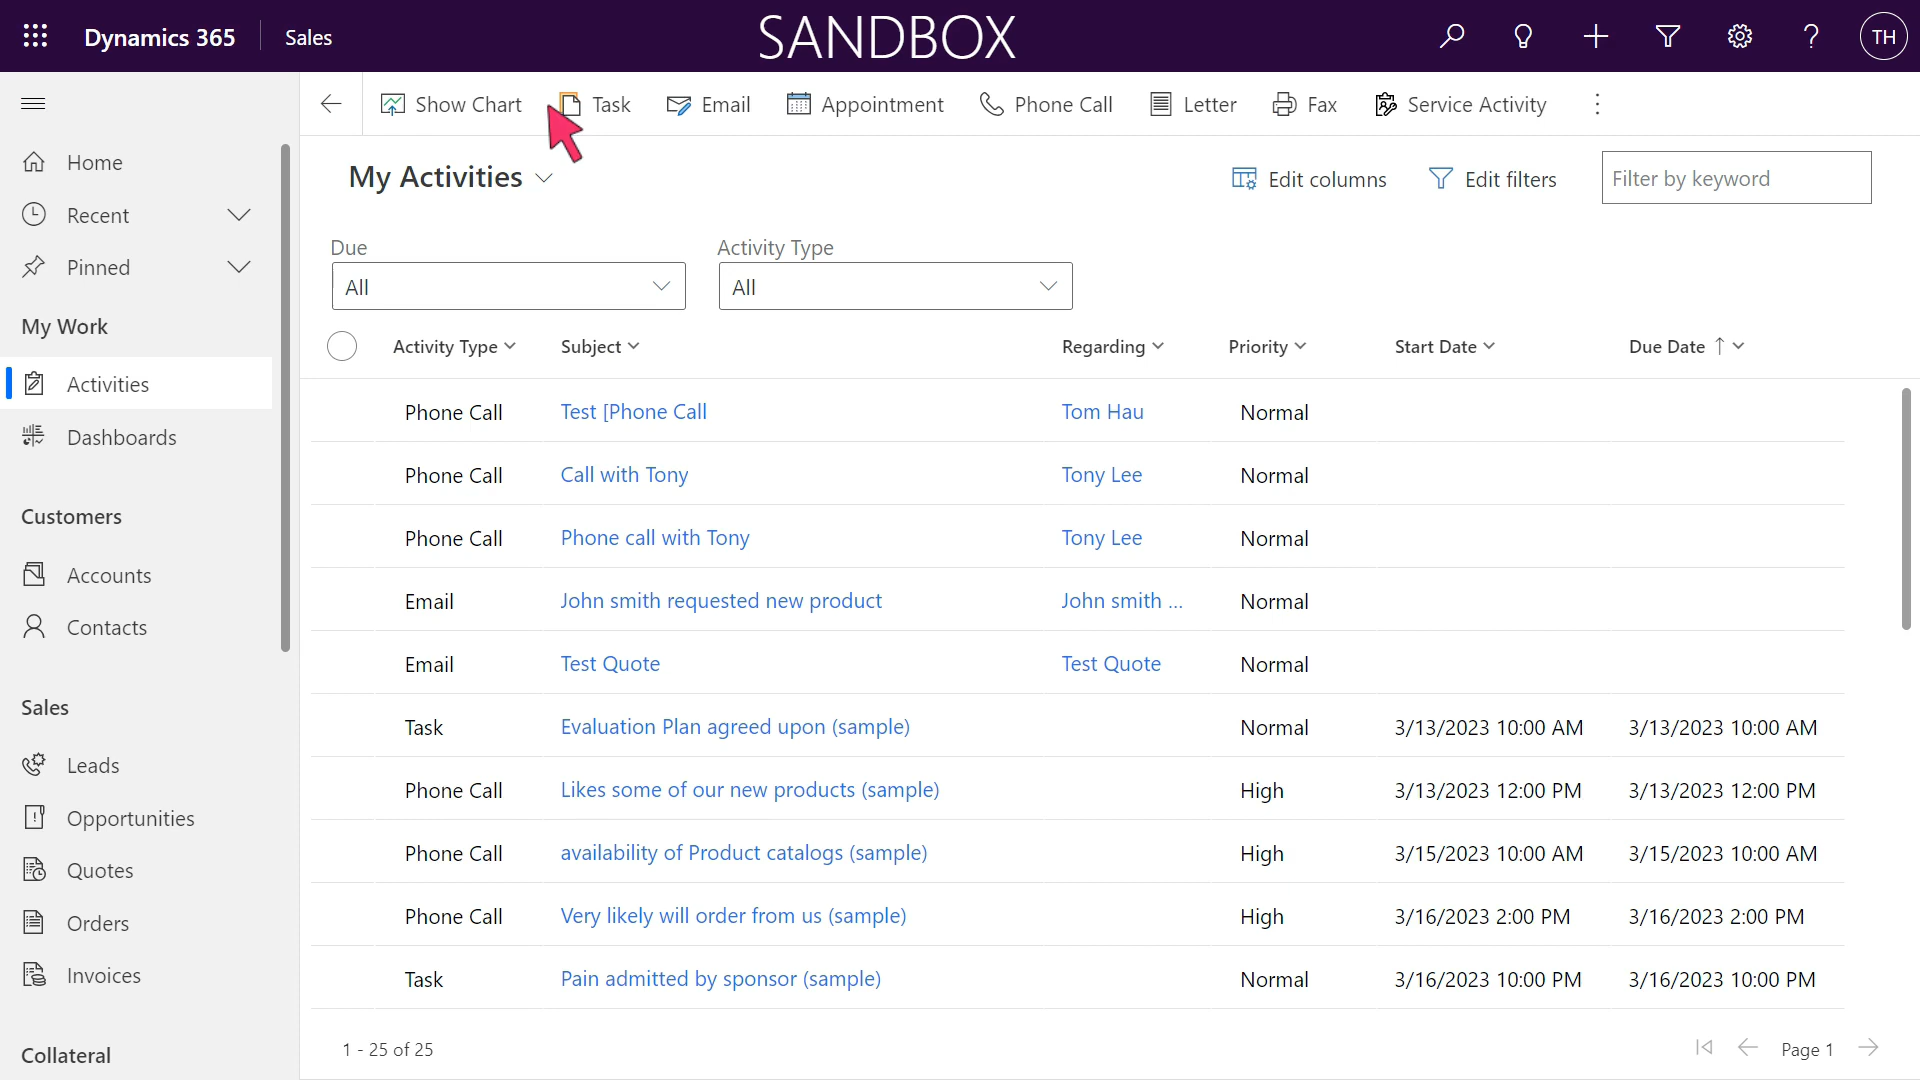 Dynamics 365 Sales SANDBOX TH
Show Chart Task Email Appointment Phone Call Letter Fax Service Activity
Home
Recent
Pinned
My Work
Activities
Dashboards
Customers
Accounts
Contacts
Sales
Leads
Opportunities
Quotes
Orders
Invoices
Collateral
My Activities Edit columns Edit filters Filter by keyword
Due Activity Type
All All
Activity Type Subject Regarding Priority Start Date Due Date
Phone Call Test [Phone Call Tom Hau Normal
Phone Call Call with Tony Tony Lee Normal
Phone Call Phone call with Tony Tony Lee Normal
Email John smith requested new product John smith ... Normal
Email Test Quote Test Quote Normal
Task Evaluation Plan agreed upon (sample) Normal 3/13/2023 10:00 AM 3/13/2023 10:00 AM
Phone Call Likes some of our new products (sample) High 3/13/2023 12:00 PM 3/13/2023 12:00 PM
Phone Call availability of Product catalogs (sample) High 3/15/2023 10:00 AM 3/15/2023 10:00 AM
Phone Call Very likely will order from us (sample) High 3/16/2023 2:00 PM 3/16/2023 2:00 PM
Task Pain admitted by sponsor (sample) Normal 3/16/2023 10:00 PM 3/16/2023 10:00 PM
1 - 25 of 25 Page 1